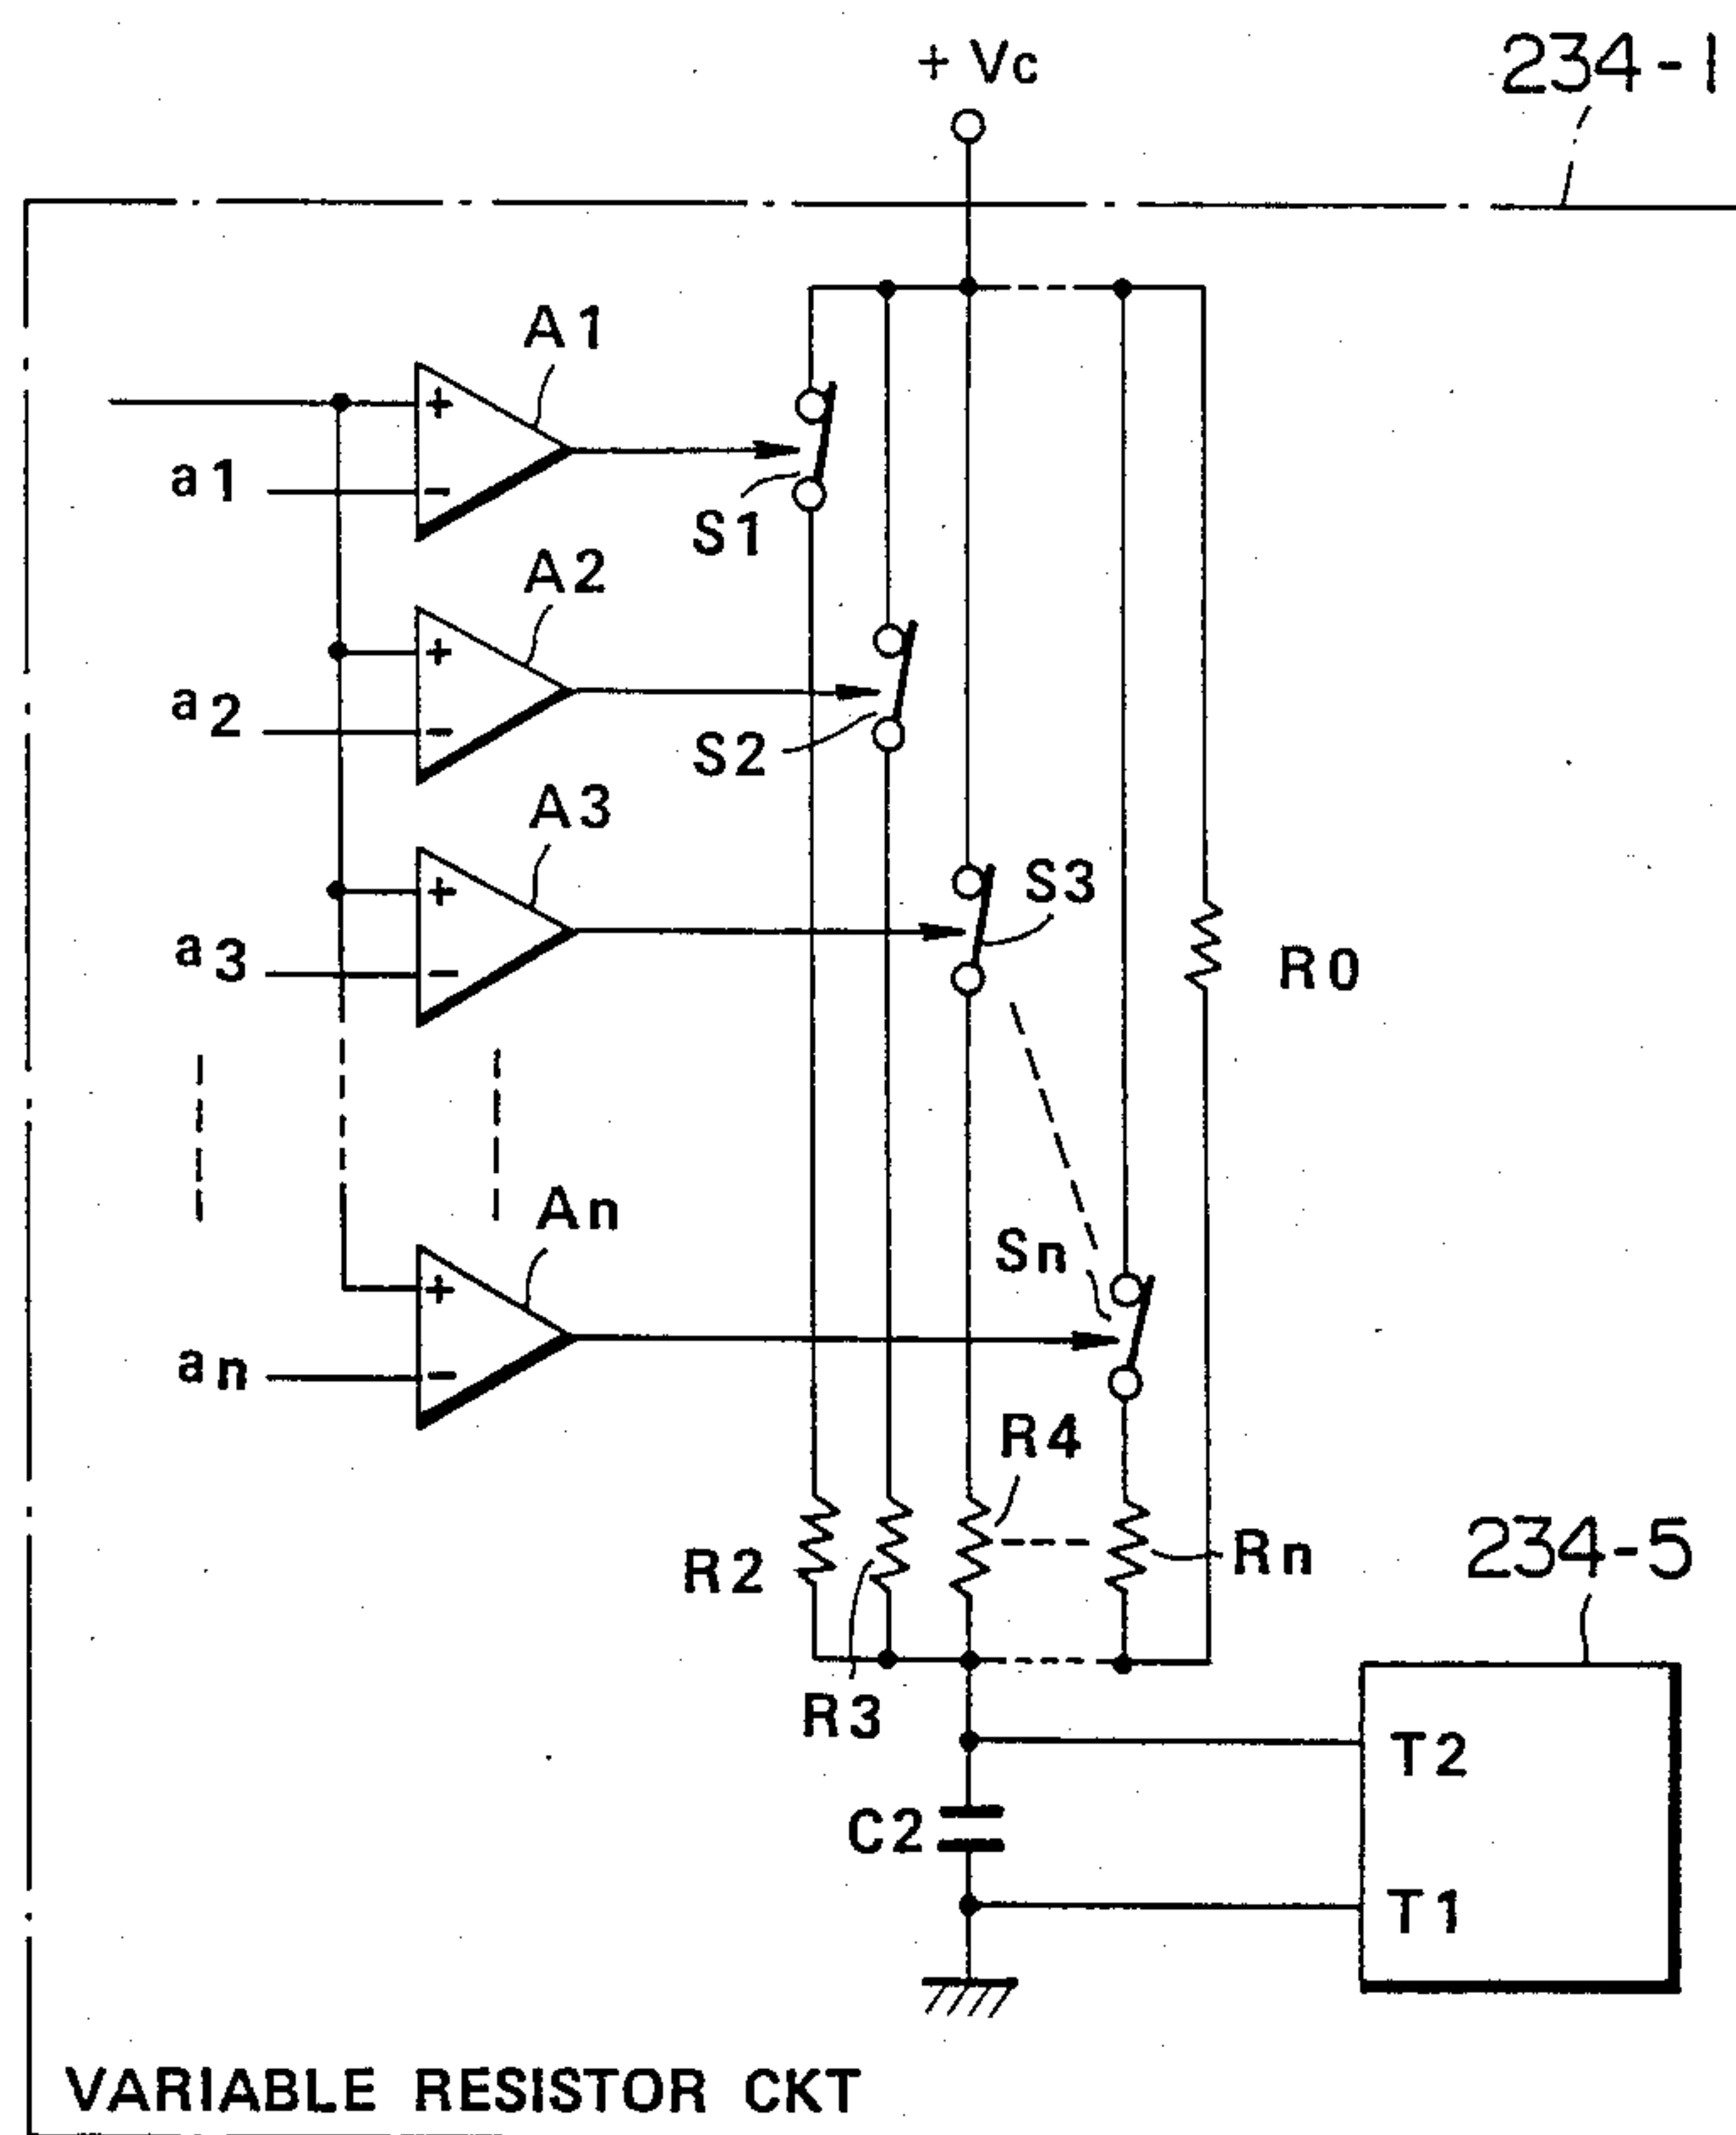 234-1
+ Vc
A1
+
a1
-
S1
A2
+
a2
-
S2
A3
+
S3
a3
-
R0
An
Sn
+
an
-
R4
R2
Rn
234-5
R3
T2
C2
T1
VARIABLE RESISTOR CKT